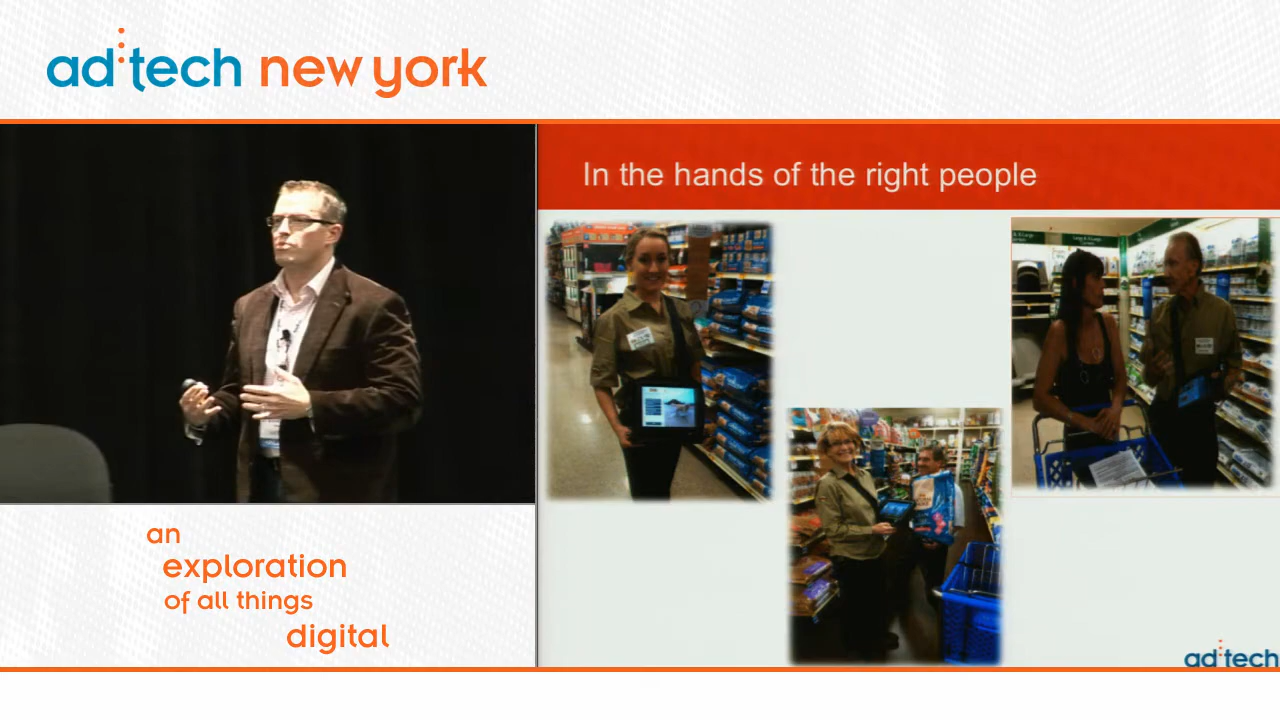 ad:tech new york
In the hands of the right people
an
exploration
of all things
digital
ad:tech